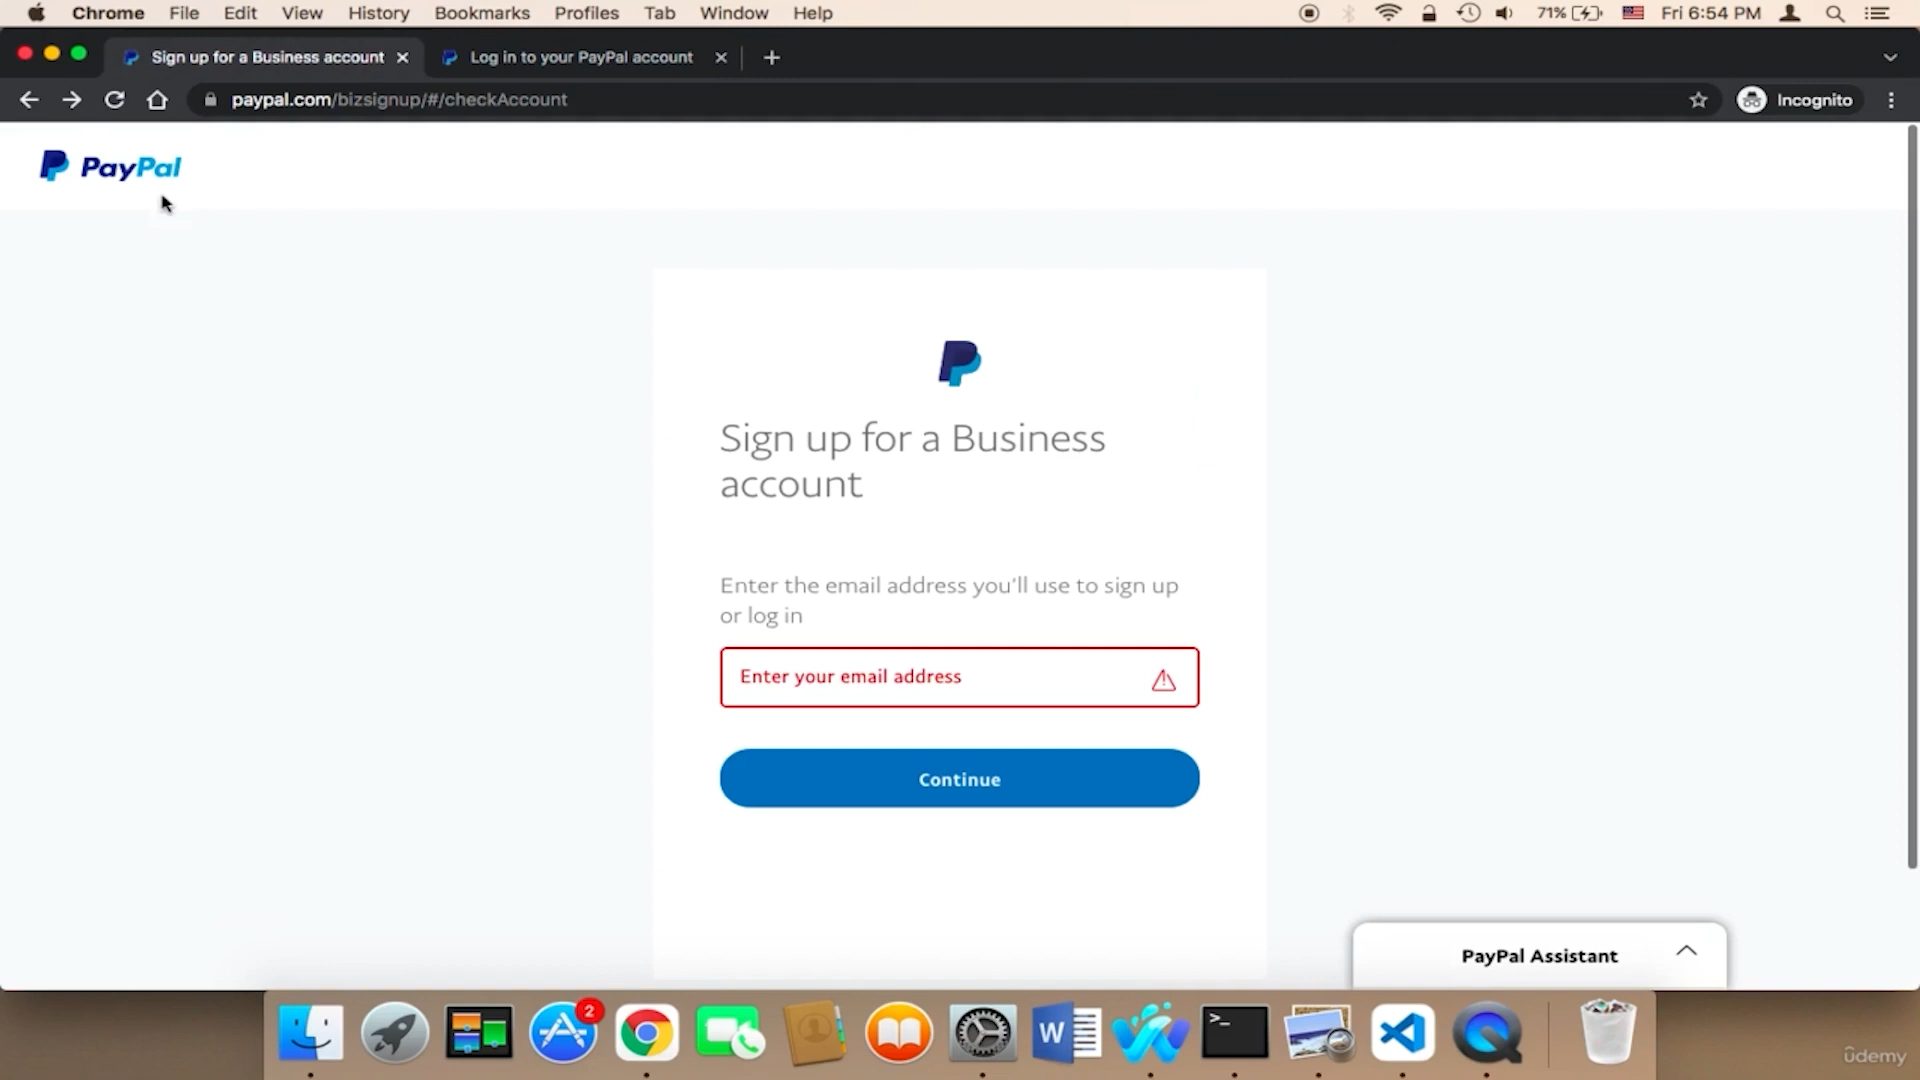 Chrome File Edit View History Bookmarks Profiles Tab Window Help 71% Fri 6:54 PM
Sign up for a Business account Log in to your PayPal account
paypal.com/bizsignup/#/checkAccount Incognito
PayPal
Sign up for a Business
account
Enter the email address you'll use to sign up
or log in
Enter your email address
Continue
PayPal Assistant
2
W
>_
ûdemy